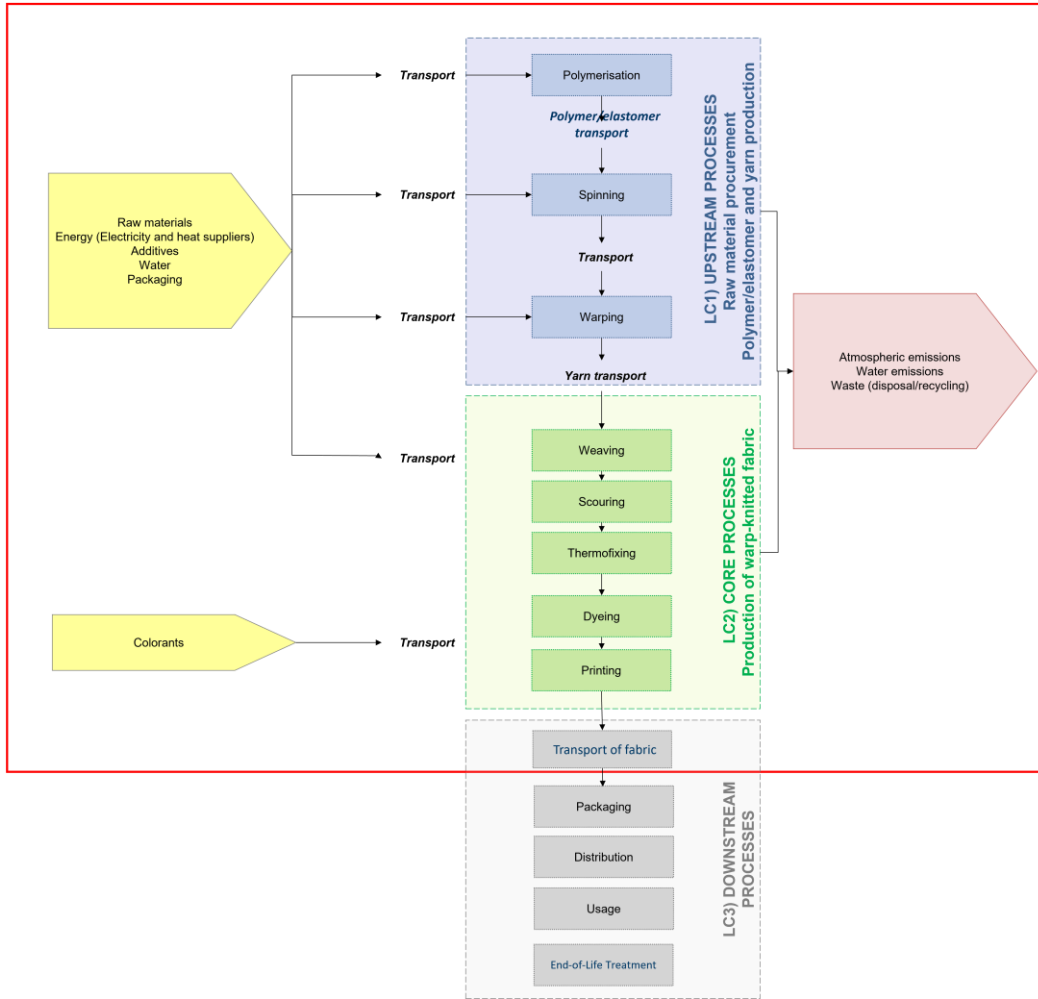 Transport
Polymerisation
Polymer/elastomer
transport
Transport
Spinning
Raw materials
Energy (Electricity and heat suppliers)
Additives
Water
Packaging
Transport
Transport
Warping
Yarn transport
LC1) UPSTREAM PROCESSES
Raw material procurement
Polymer/elastomer and yarn production
Atmospheric emissions
Water emissions
Waste (disposal/recycling)
Transport
Weaving
Scouring
Thermofixing
Colorants
Transport
Dyeing
Printing
LC2) CORE PROCESSES
Production of warp-knitted fabric
Transport of fabric
Packaging
Distribution
Usage
End-of-Life Treatment
LC3) DOWNSTREAM
PROCESSES